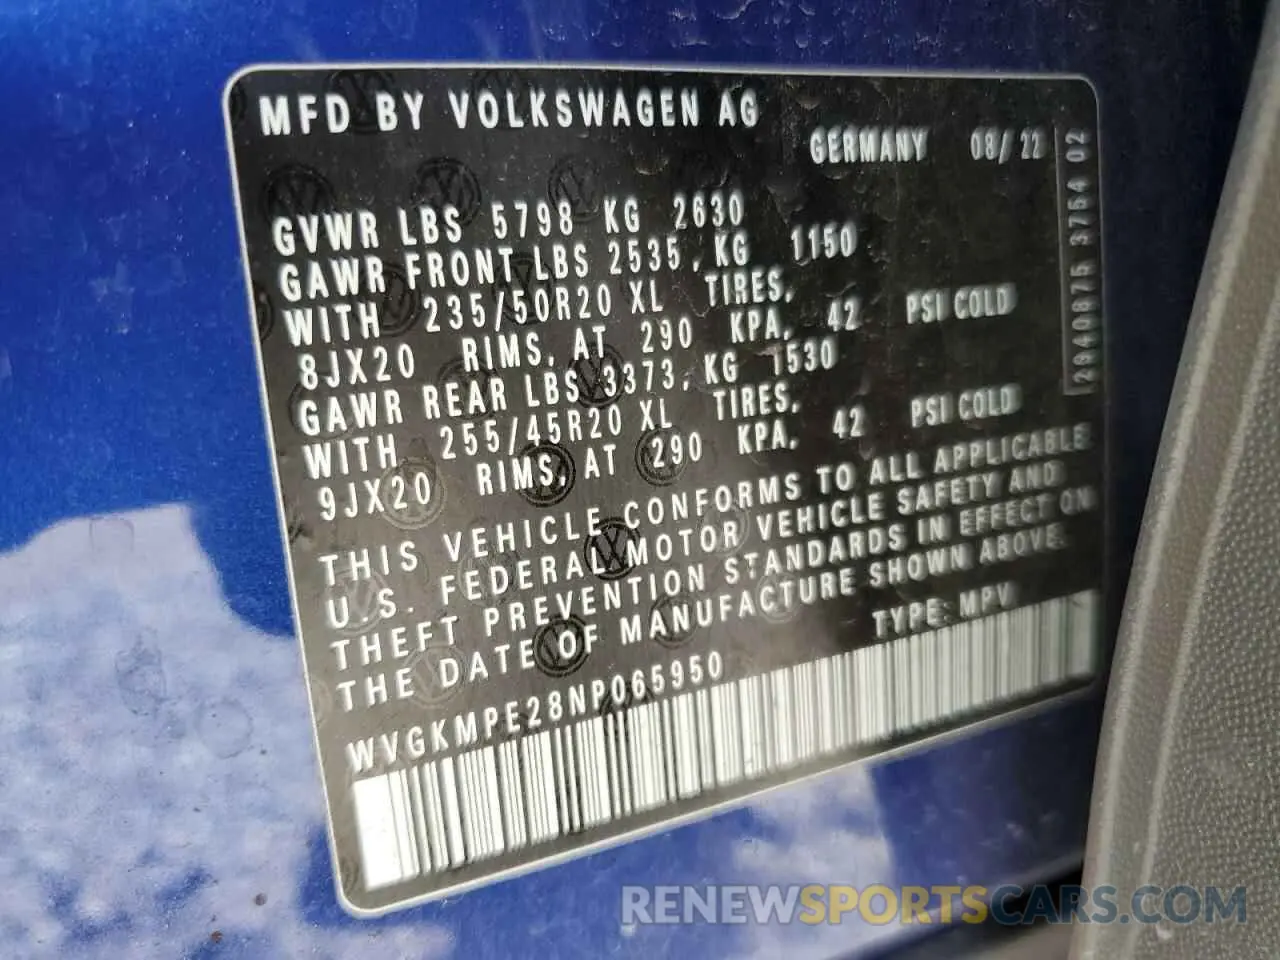 MFD BY VOLKSWAGEN AG
GERMANY 08/ 22
GVWR LBS 5798 KG 2630
GAWR FRONT LBS 2535, KG 1150
WITH 235/50R20 XL TIRES,
8JX20 RIMS, AT 290 KPA, 42 PSI COLD
GAWR REAR LBS 3373, KG 1530
WITH 255/45R20 XL TIRES,
9JX20 RIMS, AT 290 KPA, 42 PSI COLD
THIS VEHICLE CONFORMS TO ALL APPLICABLE
U. S. FEDERAL MOTOR VEHICLE SAFETY AND
THEFT PREVENTION STANDARDS IN EFFECT ON
THE DATE OF MANUFACTURE SHOWN ABOVE.
TYPE: MPV
WVGKMPE28NP065950
RENEWSPORTSCARS.COM